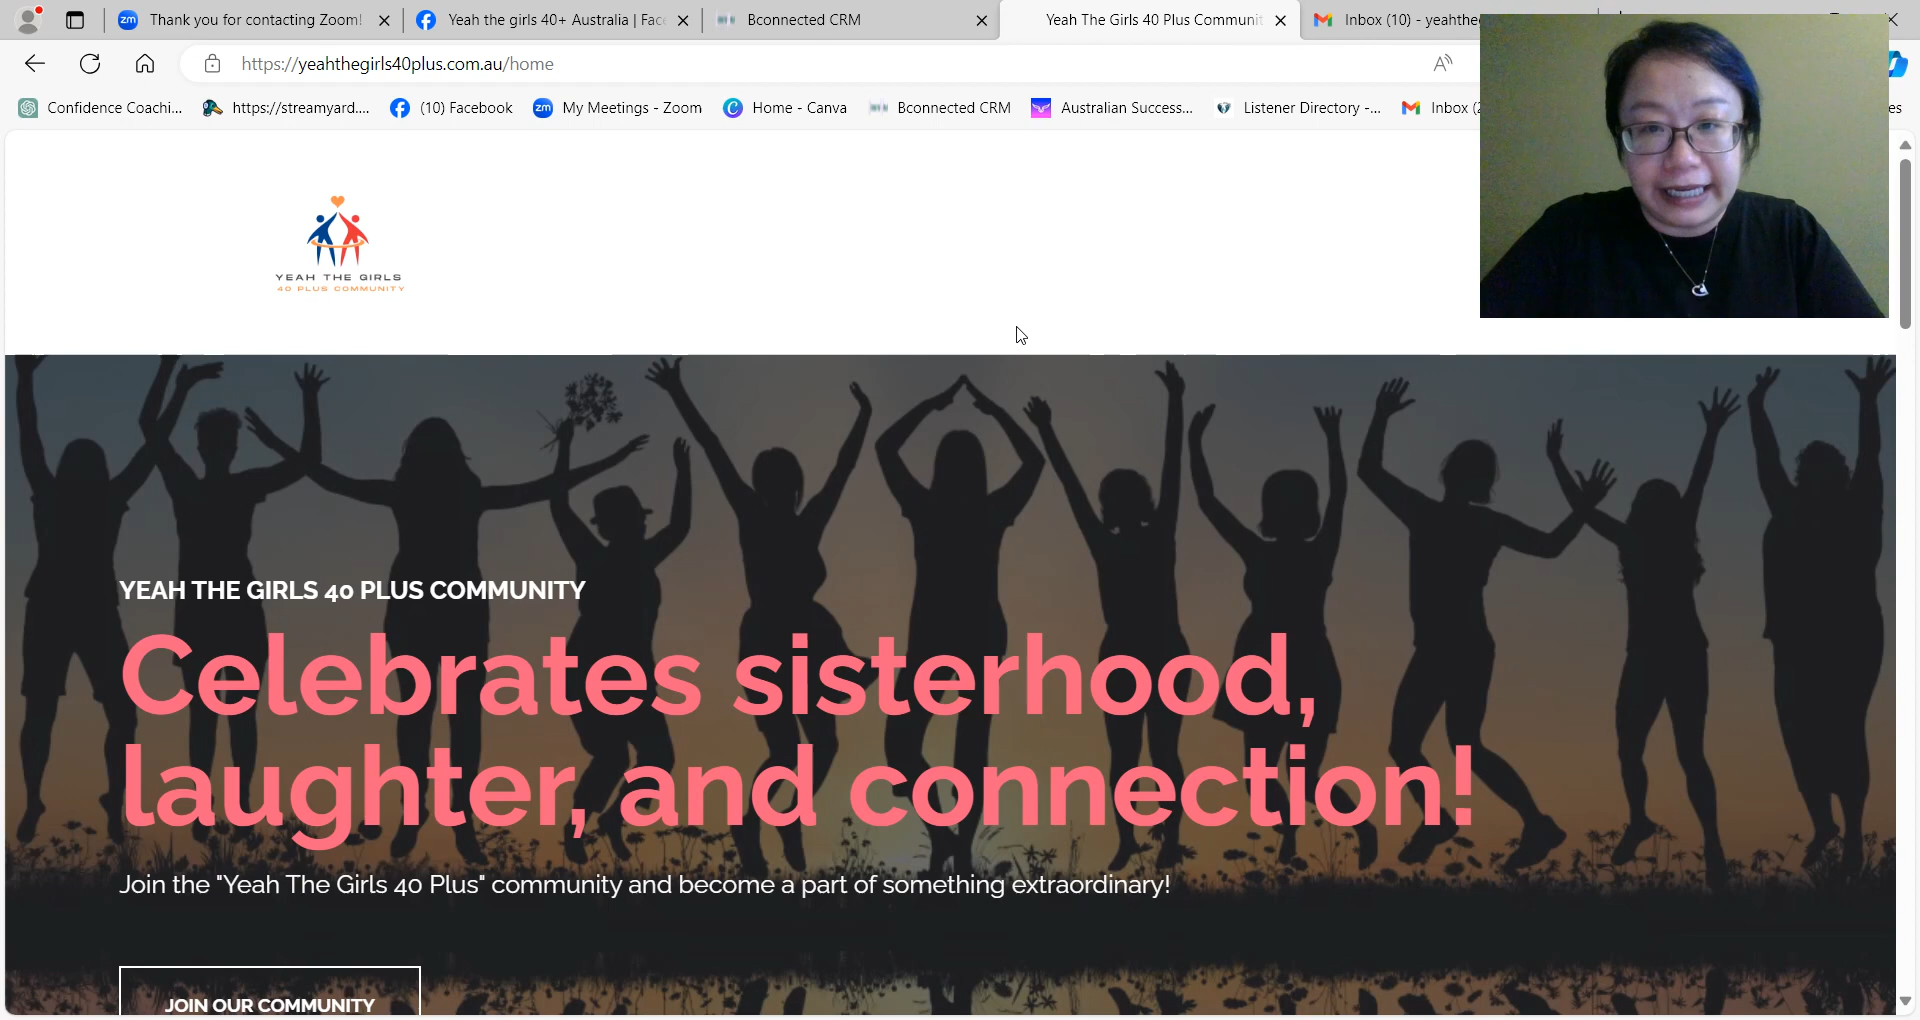 zm Thank you for contacting Zoom!
Yeah the girls 40+ Australia | Fac
Bconnected CRM
Yeah The Girls 40 Plus Communit
Inbox (10) - yeahthe
https://yeahthegirls40plus.com.au/home
Confidence Coachi...
https://streamyard....
(10) Facebook
zm My Meetings - Zoom
Home - Canva
Bconnected CRM
Australian Success...
Listener Directory -...
Inbox (
YEAH THE GIRLS
40 PLUS COMMUNITY
YEAH THE GIRLS 40 PLUS COMMUNITY
Celebrates sisterhood,
laughter, and connection!
Join the "Yeah The Girls 40 Plus" community and become a part of something extraordinary!
JOIN OUR COMMUNITY